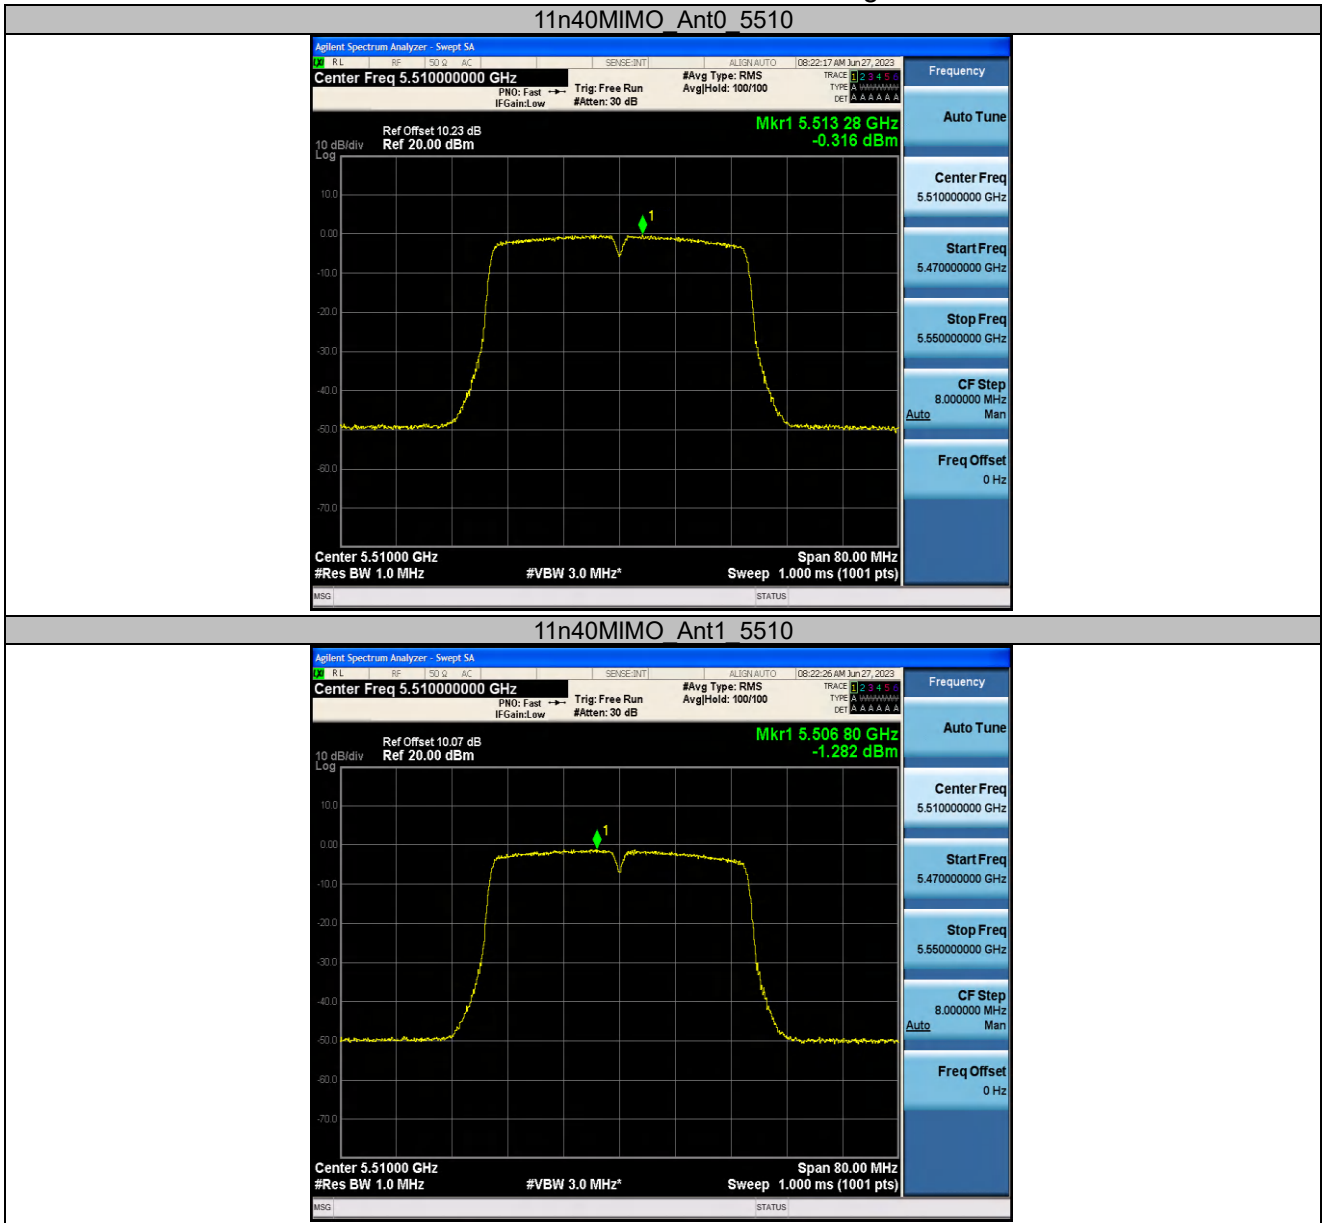 11n40MIMO_Ant0_5510
Agilent Spectrum Analyzer - Swept SA
RL RF 50 Ω AC SENSE:INT ALIGNAUTO 08:22:17 AM Jun 27, 2023
Center Freq 5.510000000 GHz
PNO: Fast
IFGain:Low
Trig: Free Run
#Atten: 30 dB
#Avg Type: RMS
Avg|Hold: 100/100
TRACE 1 2 3 4 5 6
TYPE A
DET A A A A A A
Ref Offset 10.23 dB
10 dB/div Ref 20.00 dBm
Log
Mkr1 5.513 28 GHz
-0.316 dBm
1
10.0
0.00
-10.0
-20.0
-30.0
-40.0
-50.0
-60.0
-70.0
Center 5.51000 GHz Span 80.00 MHz
#Res BW 1.0 MHz #VBW 3.0 MHz* Sweep 1.000 ms (1001 pts)
MSG STATUS
Frequency
Auto Tune
Center Freq
5.510000000 GHz
Start Freq
5.470000000 GHz
Stop Freq
5.550000000 GHz
CF Step
8.000000 MHz
Auto Man
Freq Offset
0 Hz
11n40MIMO_Ant1_5510
Agilent Spectrum Analyzer - Swept SA
RL RF 50 Ω AC SENSE:INT ALIGNAUTO 08:22:26 AM Jun 27, 2023
Center Freq 5.510000000 GHz
PNO: Fast
IFGain:Low
Trig: Free Run
#Atten: 30 dB
#Avg Type: RMS
Avg|Hold: 100/100
TRACE 1 2 3 4 5 6
TYPE A
DET A A A A A A
Ref Offset 10.07 dB
10 dB/div Ref 20.00 dBm
Log
Mkr1 5.506 80 GHz
-1.282 dBm
1
10.0
0.00
-10.0
-20.0
-30.0
-40.0
-50.0
-60.0
-70.0
Center 5.51000 GHz Span 80.00 MHz
#Res BW 1.0 MHz #VBW 3.0 MHz* Sweep 1.000 ms (1001 pts)
MSG STATUS
Frequency
Auto Tune
Center Freq
5.510000000 GHz
Start Freq
5.470000000 GHz
Stop Freq
5.550000000 GHz
CF Step
8.000000 MHz
Auto Man
Freq Offset
0 Hz